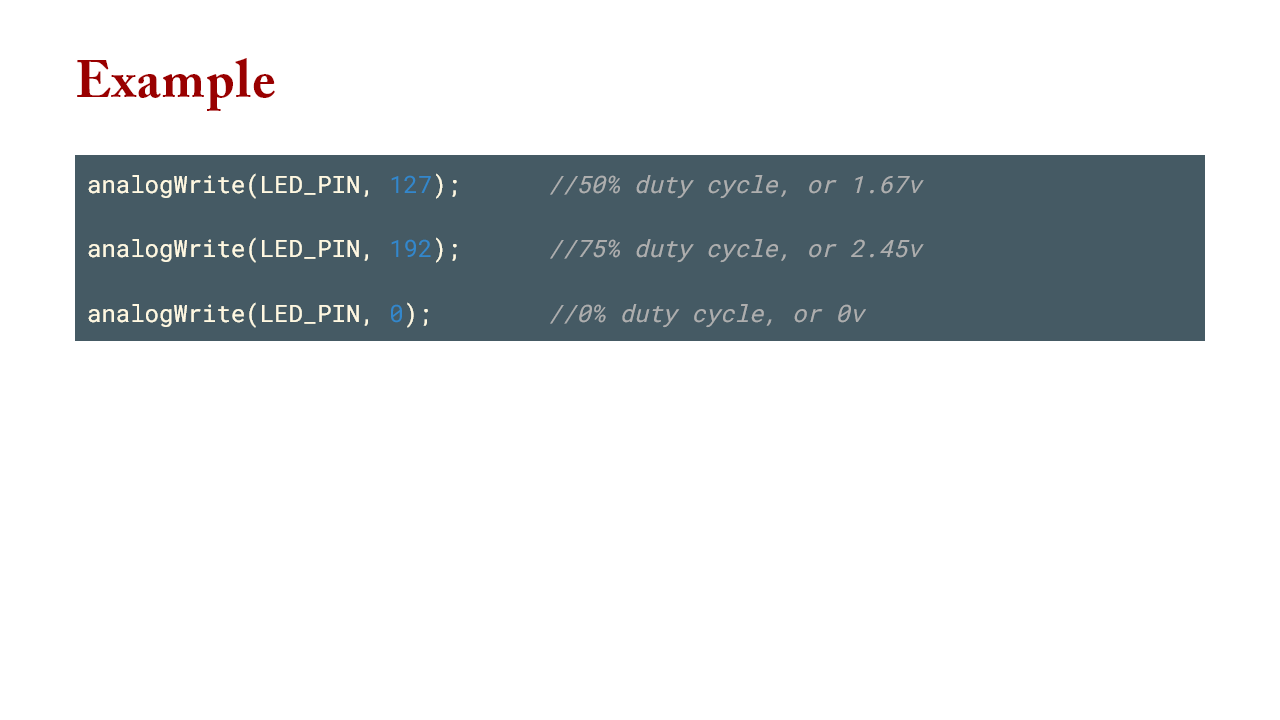 Example
analogWrite(LED_PIN, 127);      //50% duty cycle, or 1.67v
analogWrite(LED_PIN, 192);      //75% duty cycle, or 2.45v
analogWrite(LED_PIN, 0);        //0% duty cycle, or 0v